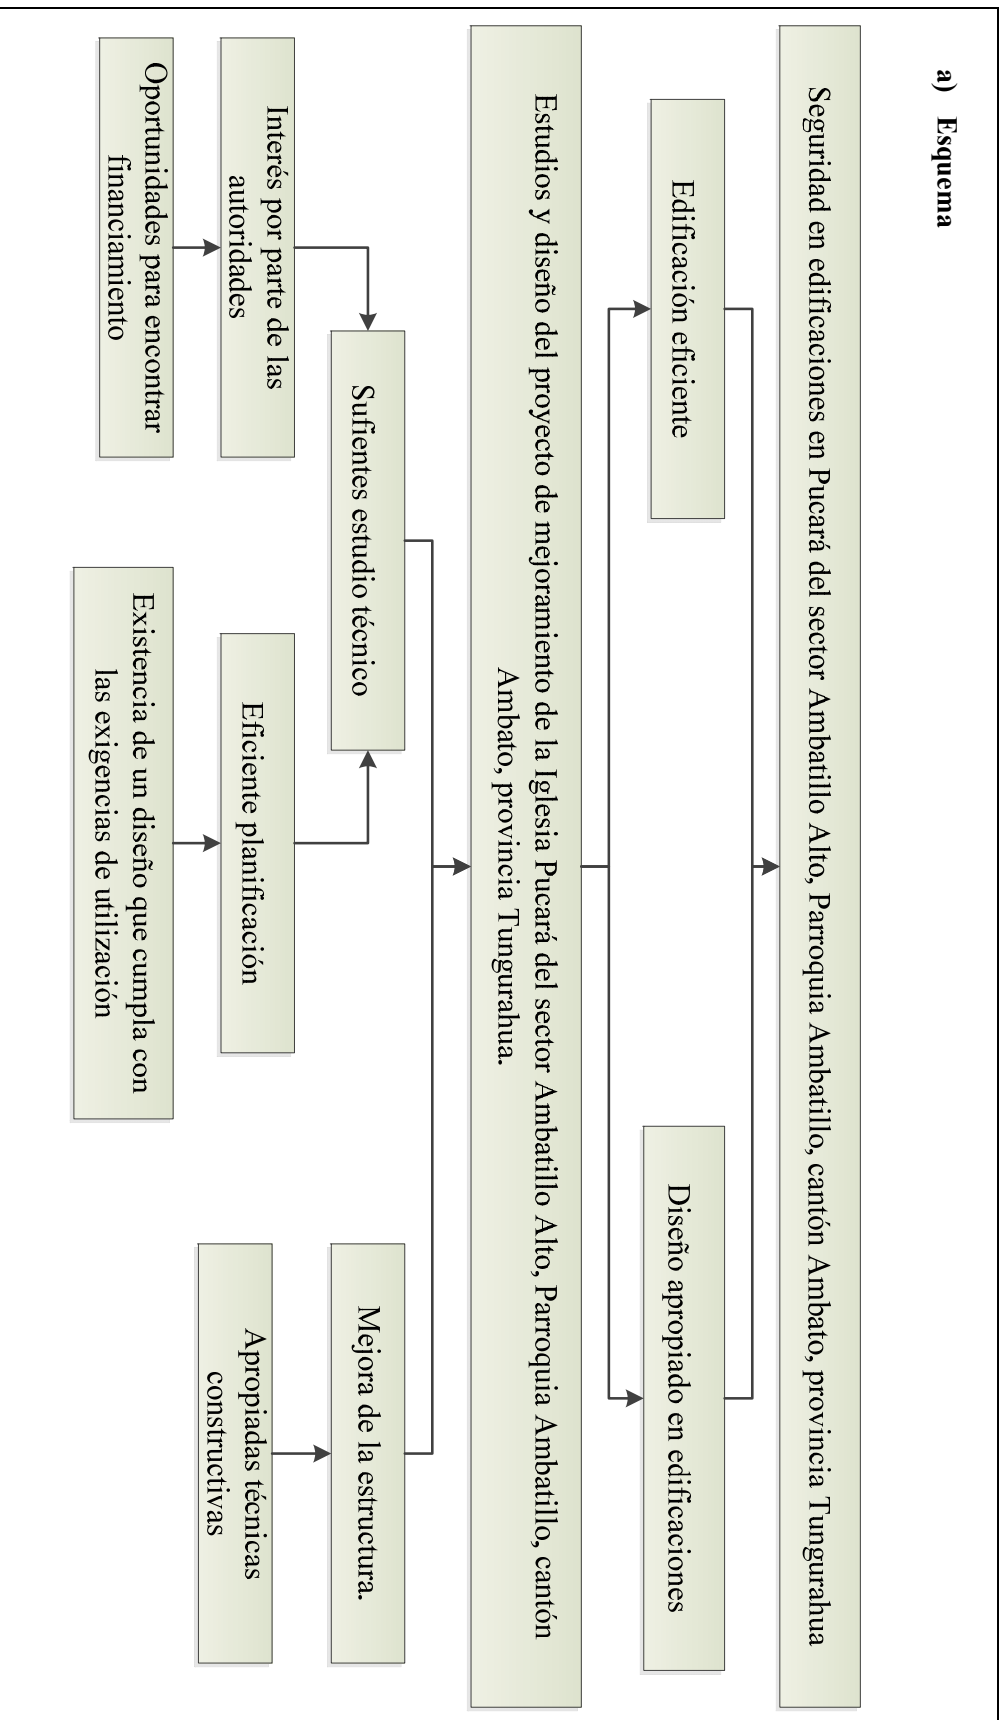 a) Esquema
Seguridad en edificaciones en Pucará del sector Ambatillo Alto, Parroquia Ambatillo, cantón Ambato, provincia Tungurahua
Edificación eficiente
Diseño apropiado en edificaciones
Estudios y diseño del proyecto de mejoramiento de la Iglesia Pucará del sector Ambatillo Alto, Parroquia Ambatillo, cantón
Ambato, provincia Tungurahua.
Sufientes estudio técnico
Mejora de la estructura.
Interés por parte de las
autoridades
Eficiente planificación
Apropiadas técnicas
constructivas
Oportunidades para encontrar
financiamiento
Existencia de un diseño que cumpla con
las exigencias de utilización